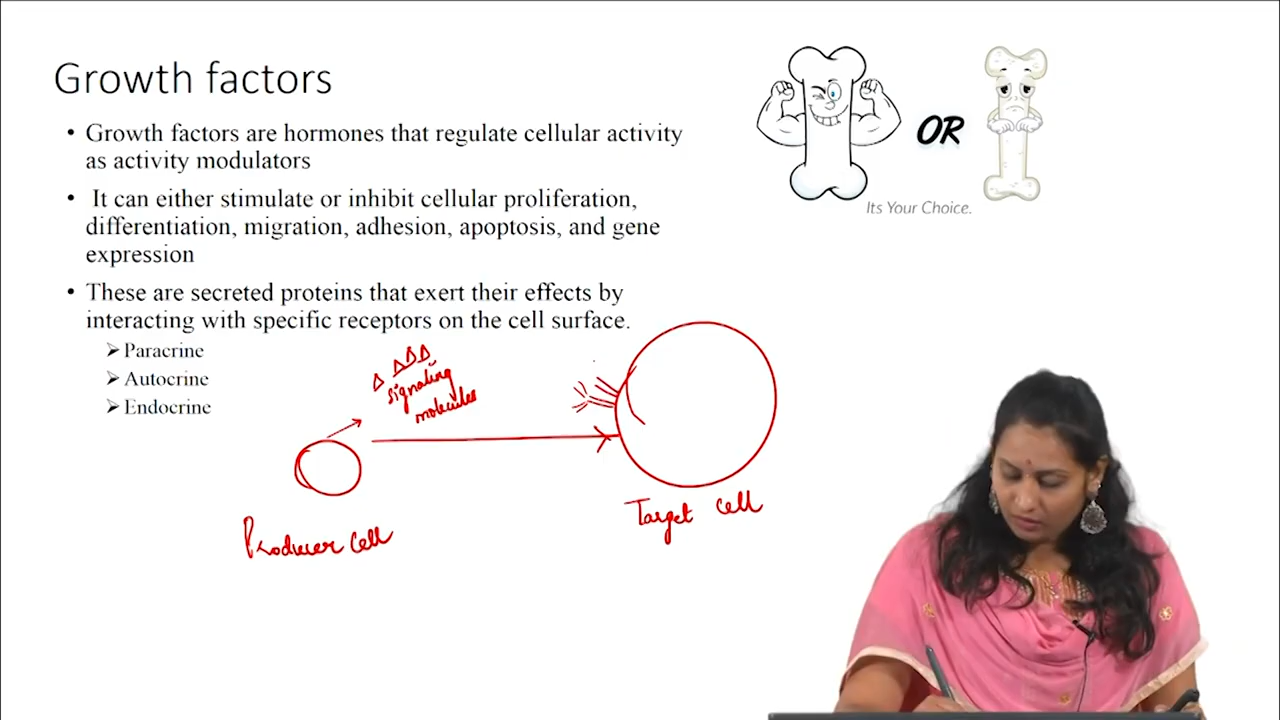 Growth factors
• Growth factors are hormones that regulate cellular activity
as activity modulators
• It can either stimulate or inhibit cellular proliferation,
differentiation, migration, adhesion, apoptosis, and gene
expression
• These are secreted proteins that exert their effects by
interacting with specific receptors on the cell surface.
➢ Paracrine
➢ Autocrine
➢ Endocrine
OR
Its Your Choice.
signaling
molecules
Producer cell
Target cell